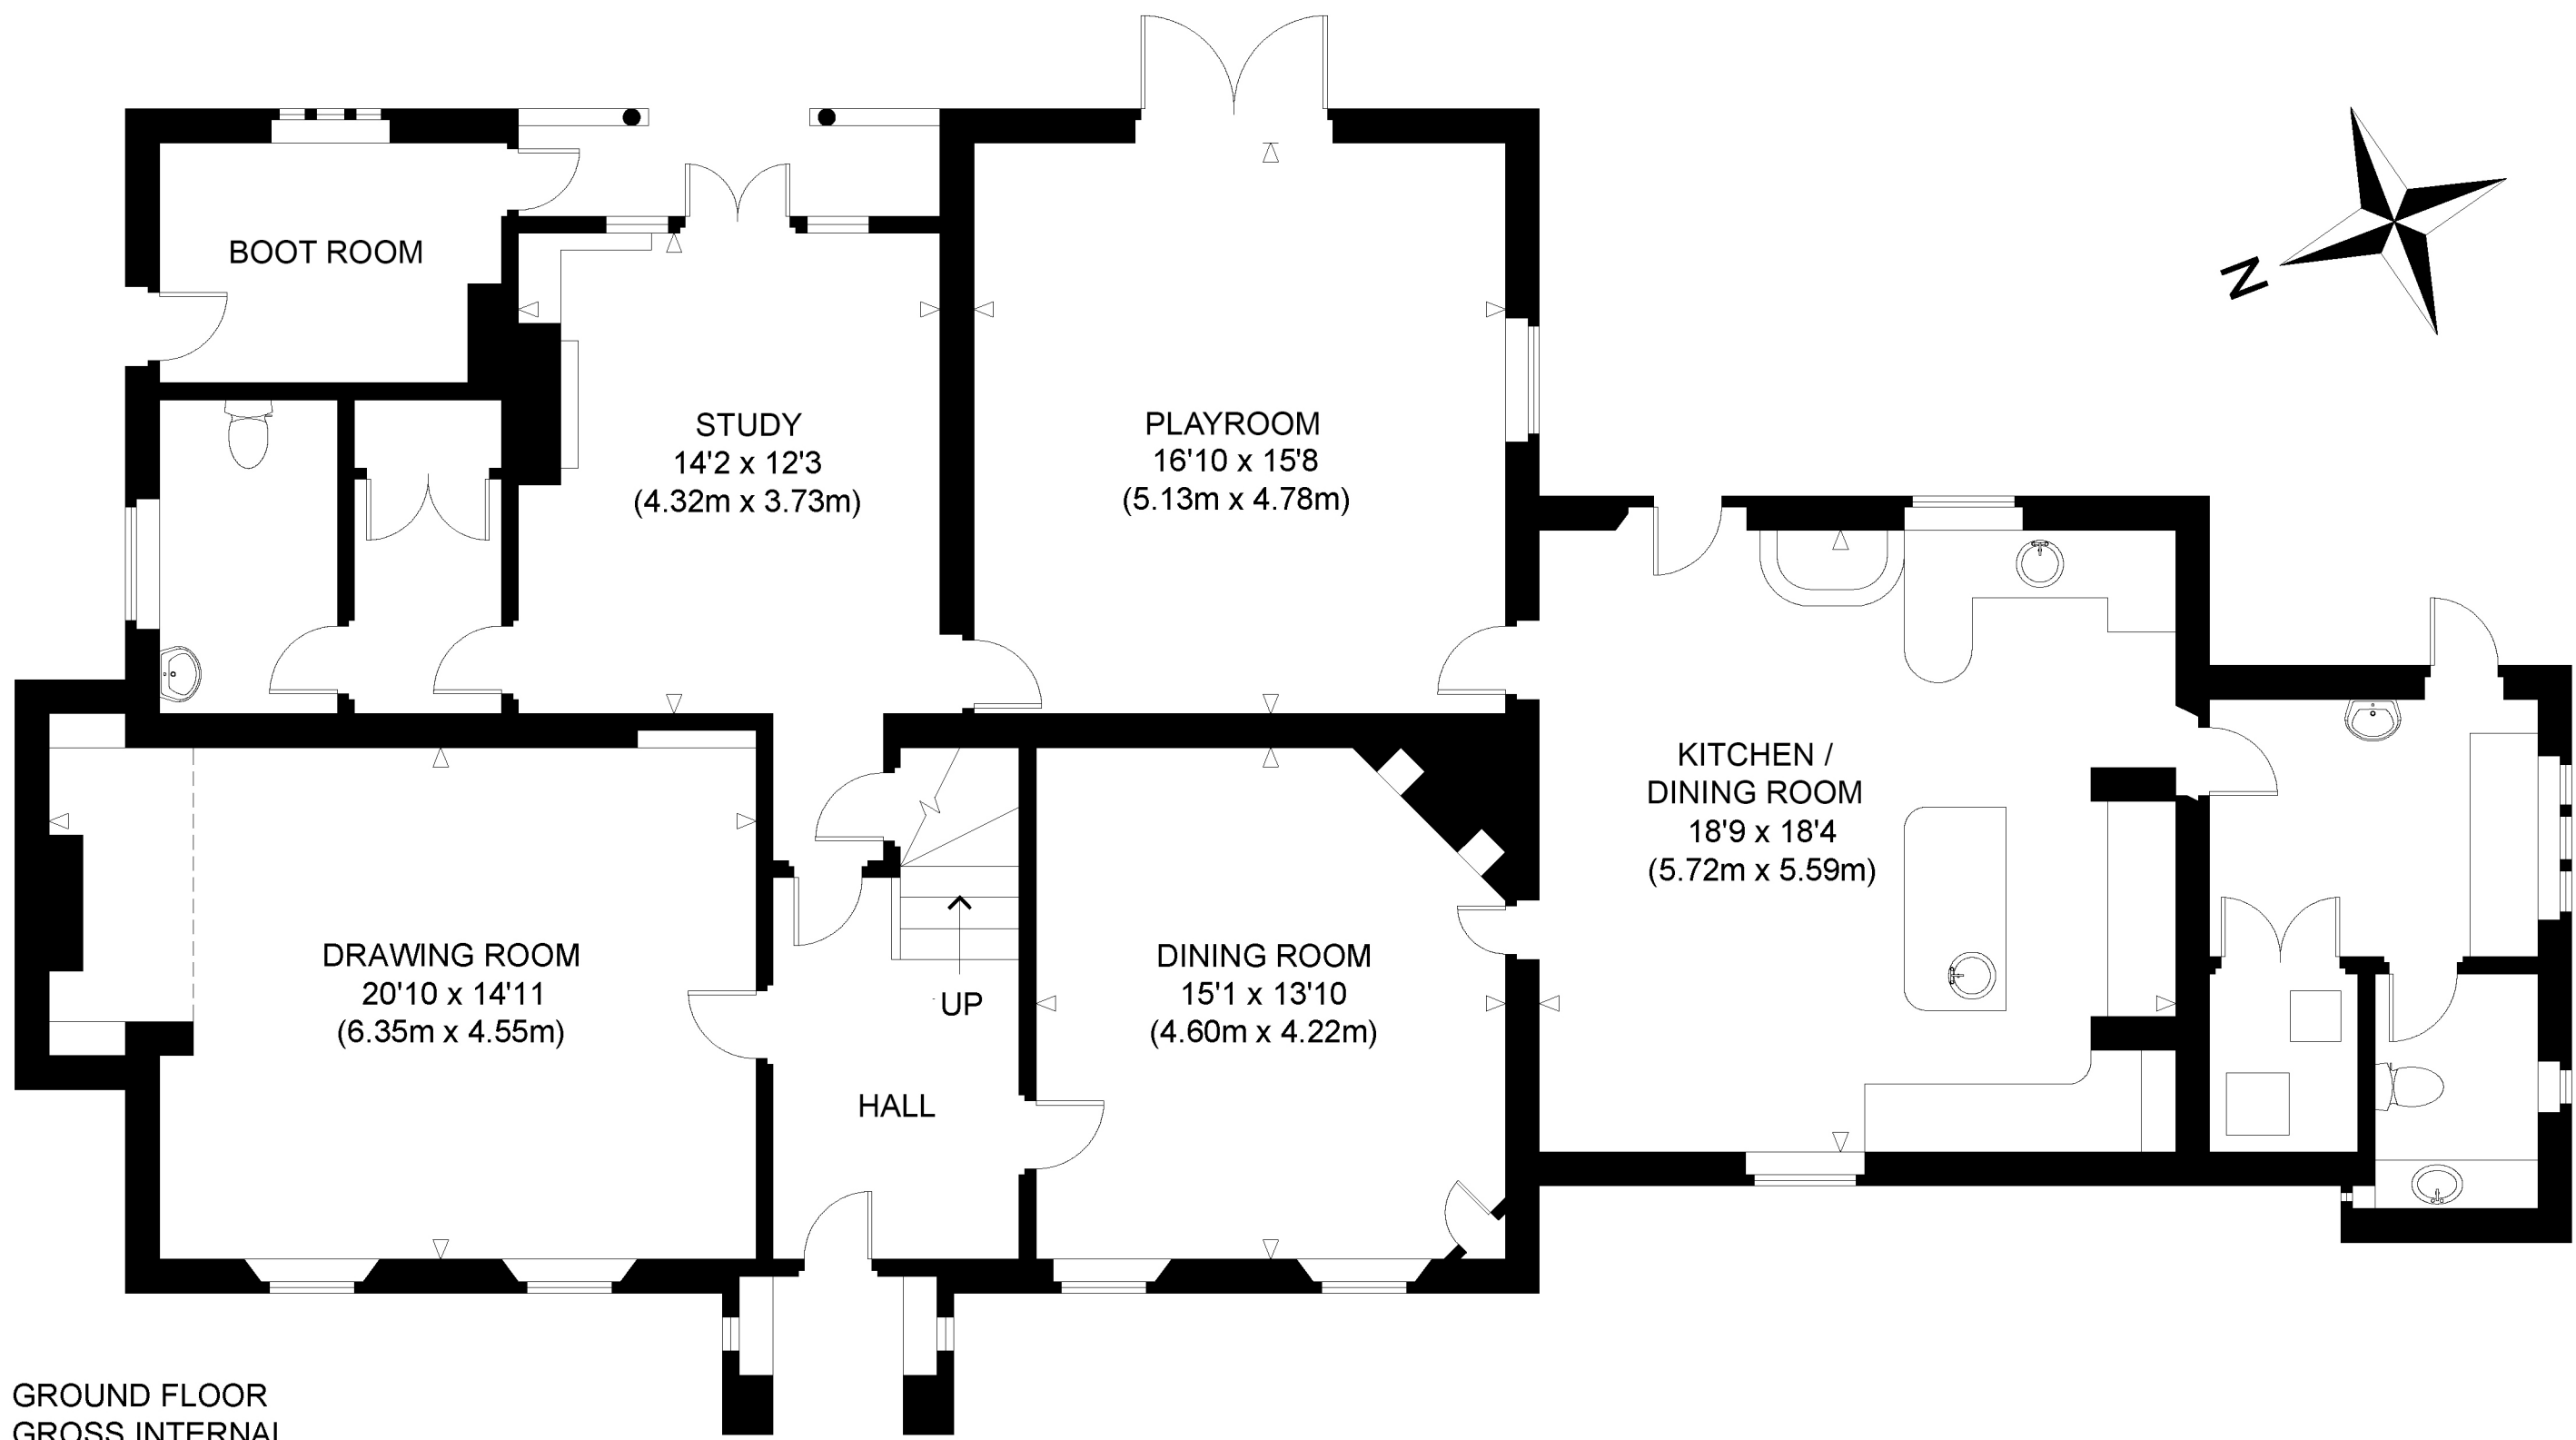 BOOT ROOM
STUDY
14'2 x 12'3
(4.32m x 3.73m)
PLAYROOM
16'10 x 15'8
(5.13m x 4.78m)
N
KITCHEN /
DINING ROOM
18'9 x 18'4
(5.72m x 5.59m)
DRAWING ROOM
20'10 x 14'11
(6.35m x 4.55m)
UP
HALL
DINING ROOM
15'1 x 13'10
(4.60m x 4.22m)
GROUND FLOOR
GROSS INTERNAL